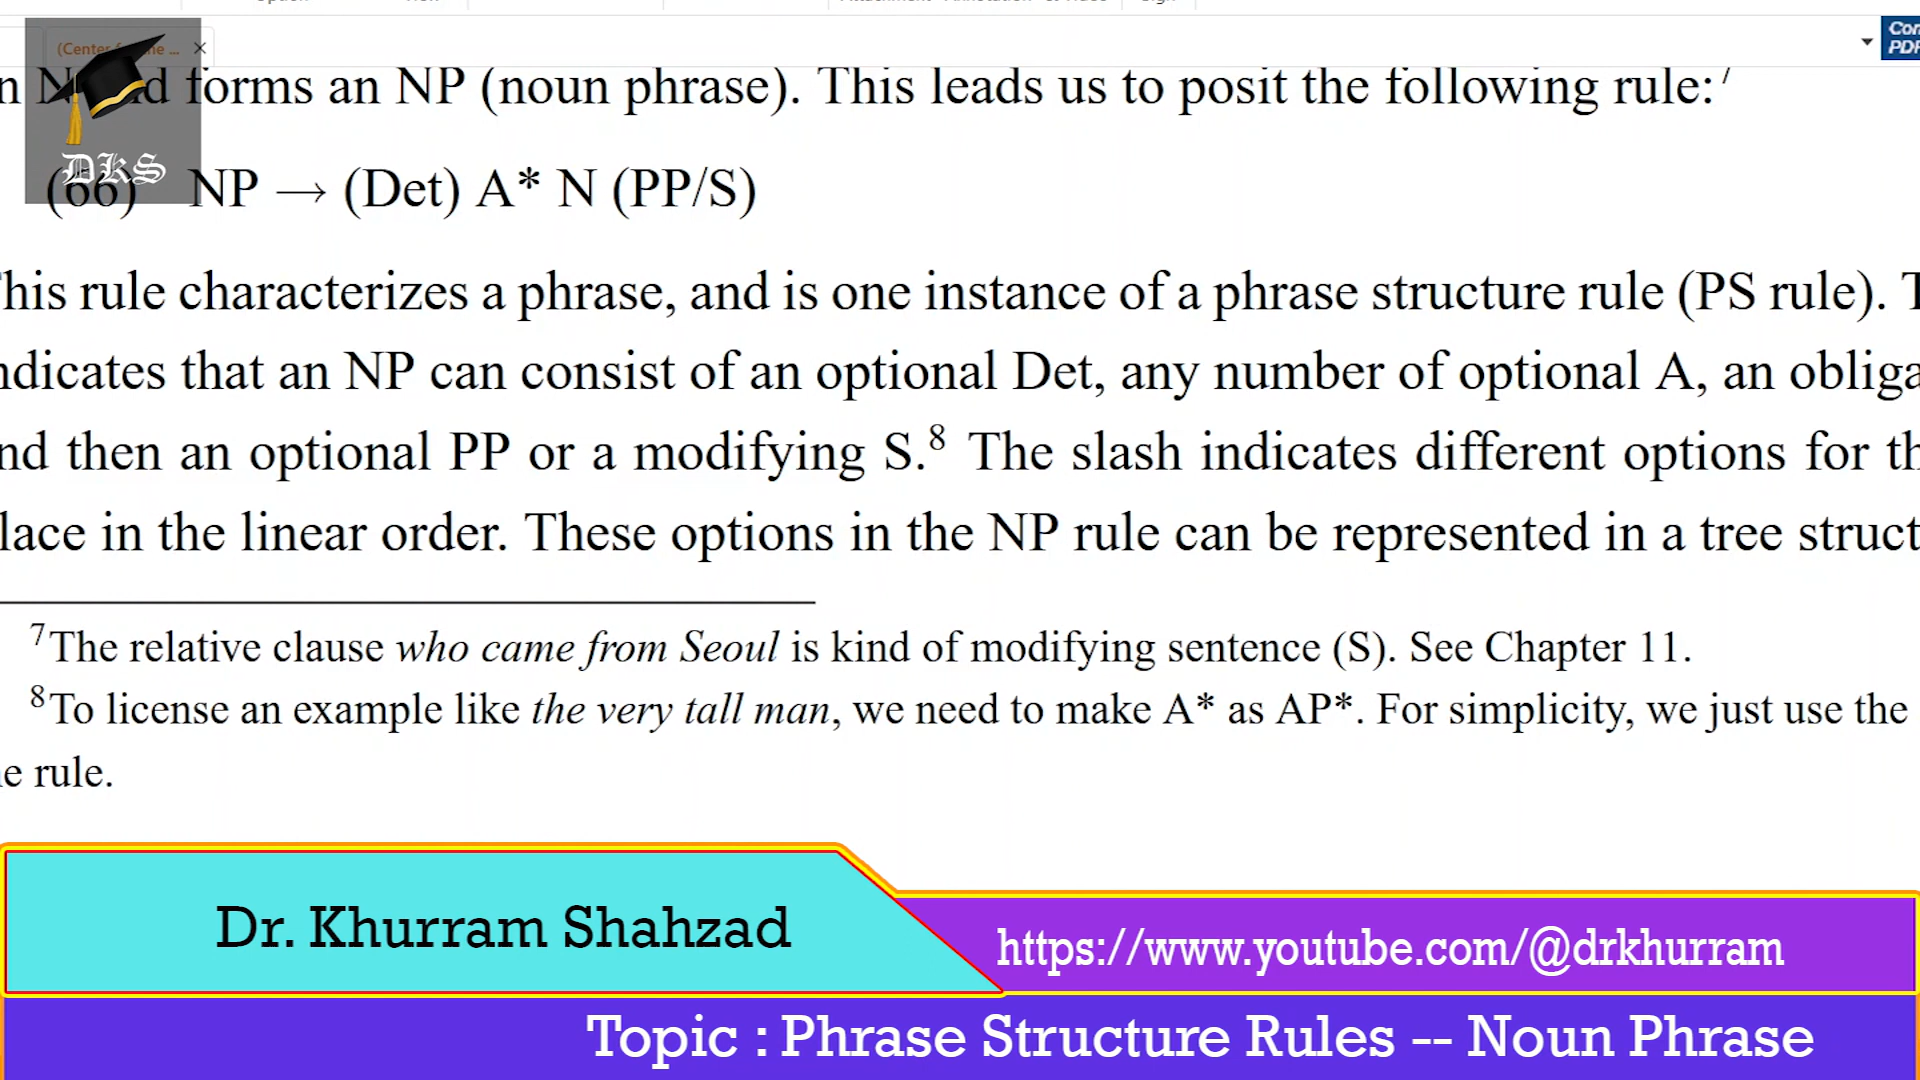 (Center
n N d forms an NP (noun phrase). This leads us to posit the following rule:7
DKS
(66) NP → (Det) A* N (PP/S)
his rule characterizes a phrase, and is one instance of a phrase structure rule (PS rule). T
ndicates that an NP can consist of an optional Det, any number of optional A, an obliga
nd then an optional PP or a modifying S.8 The slash indicates different options for th
lace in the linear order. These options in the NP rule can be represented in a tree struct
7The relative clause who came from Seoul is kind of modifying sentence (S). See Chapter 11.
8To license an example like the very tall man, we need to make A* as AP*. For simplicity, we just use the
e rule.
Dr. Khurram Shahzad
https://www.youtube.com/@drkhurram
Topic : Phrase Structure Rules -- Noun Phrase